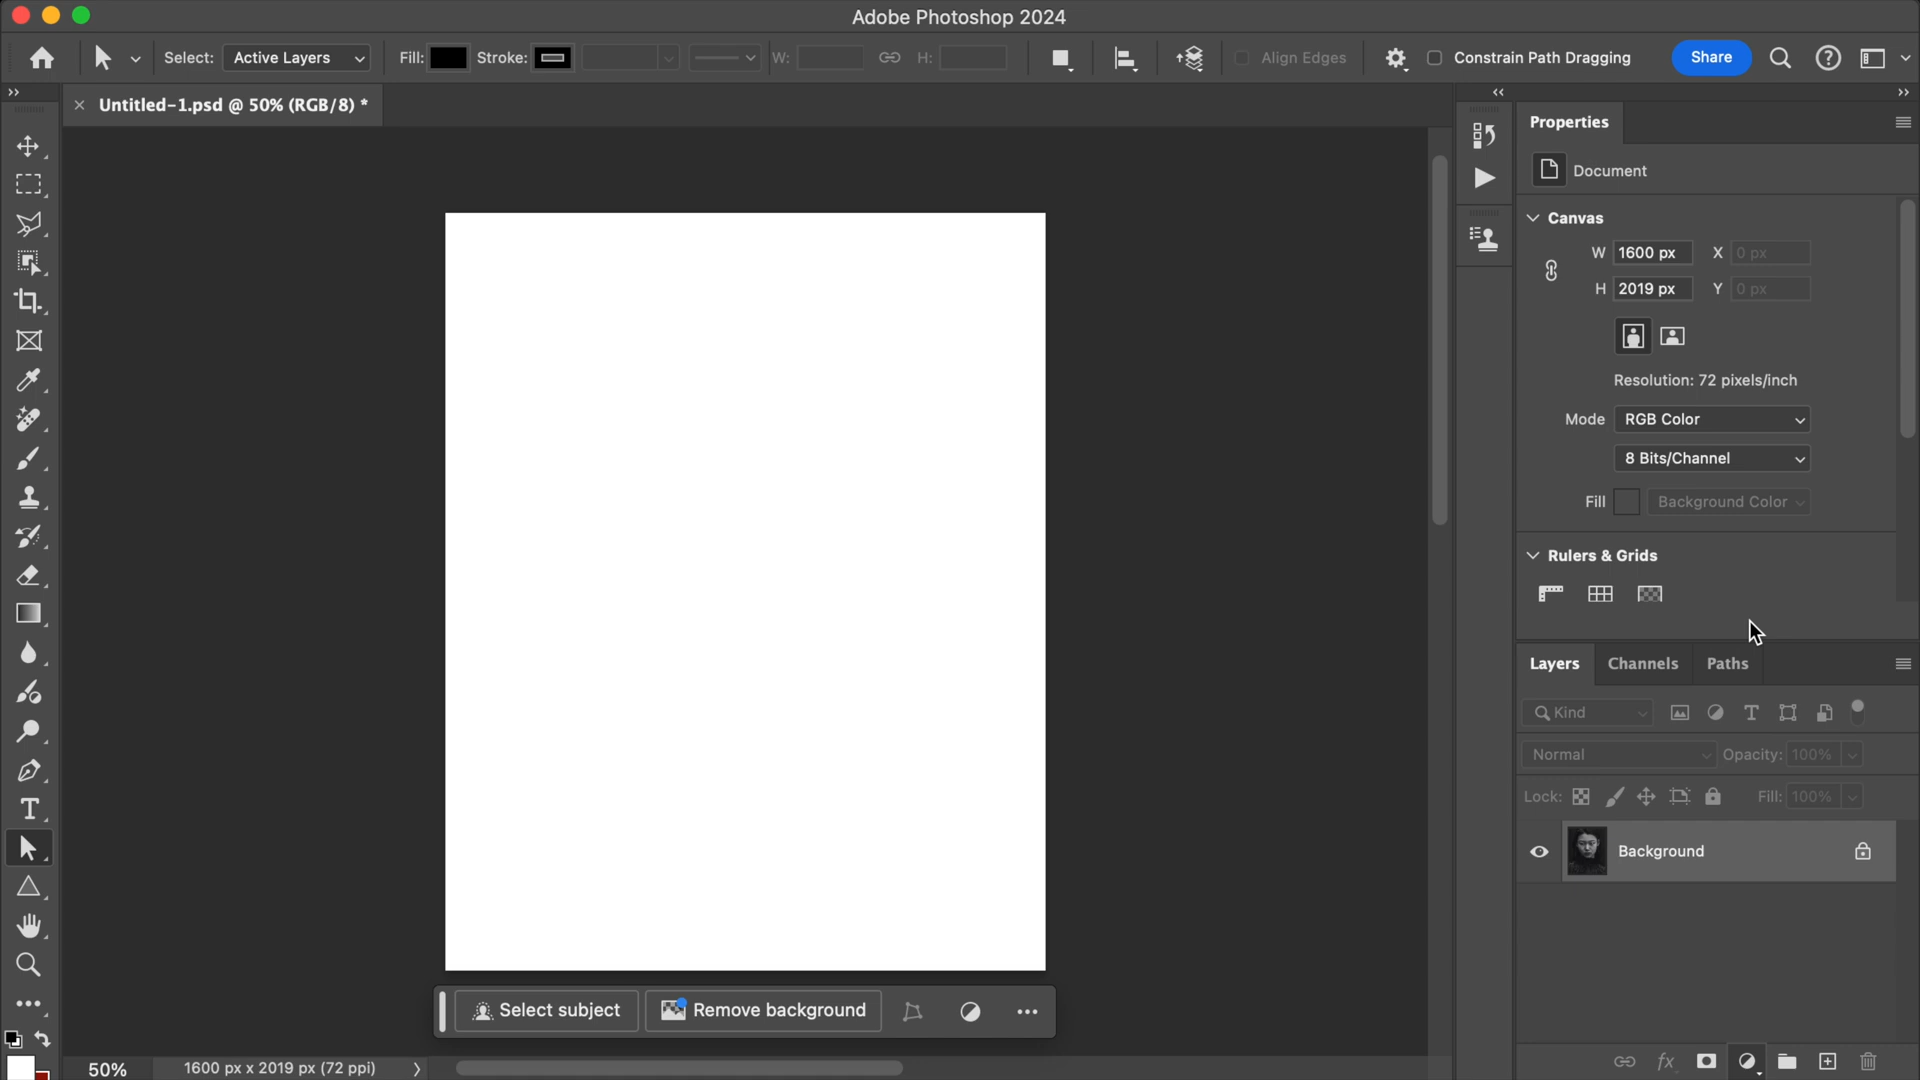 Adobe Photoshop 2024
Select: Active Layers Fill: Stroke: W: H: Align Edges Constrain Path Dragging Share
Untitled-1.psd @ 50% (RGB/8) *
Properties
Document
Canvas
W 1600 px X 0 px
H 2019 px Y 0 px
Resolution: 72 pixels/inch
Mode RGB Color
8 Bits/Channel
Fill Background Color
Rulers & Grids
Layers Channels Paths
Kind
Normal Opacity: 100%
Lock: Fill: 100%
Background
Select subject Remove background
fx
50% 1600 px x 2019 px (72 ppi)